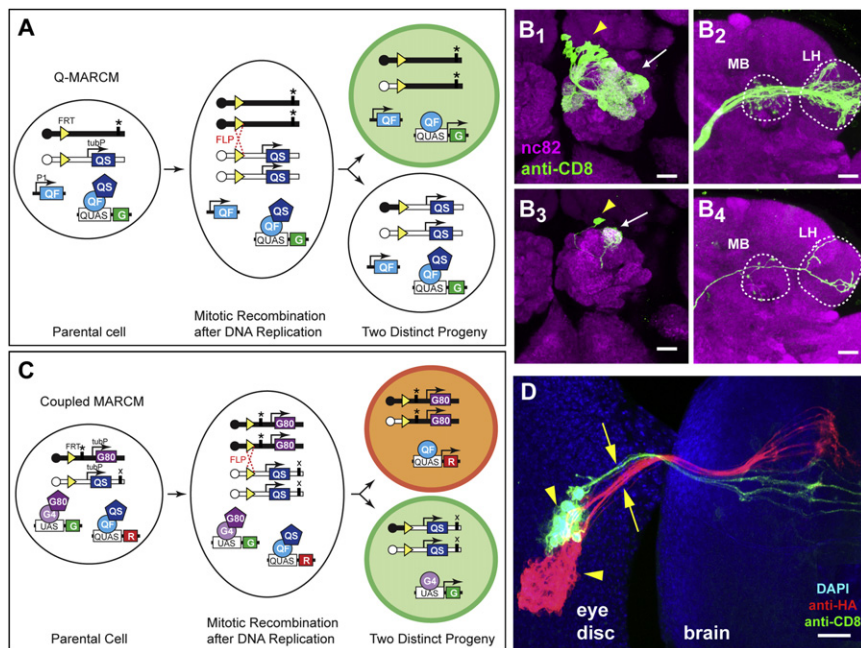 A
Q-MARCM
FRT
*
tubP
QS
P1
QF
QS
QF
QUAS
G
Parental cell
*
*
FLP
QS
QS
QF
QS
QF
QUAS
G
Mitotic Recombination
after DNA Replication
*
*
QF
QF
QUAS
G
QS
QS
QF
QS
QF
QUAS
G
Two Distinct Progeny
B1
nc82
anti-CD8
B2
MB
LH
B3
B4
MB
LH
C
Coupled MARCM
FRT
*
tubP
G80
tubP
x
QS
G80
G4
UAS
G
QS
QF
QUAS
R
Parental Cell
*
G80
*
G80
FLP
x
QS
x
QS
G80
G4
UAS
G
QS
QF
QUAS
R
Mitotic Recombination
after DNA Replication
*
G80
*
G80
QF
QUAS
R
x
QS
x
QS
G4
UAS
G
Two Distinct Progeny
D
eye
disc
brain
DAPI
anti-HA
anti-CD8